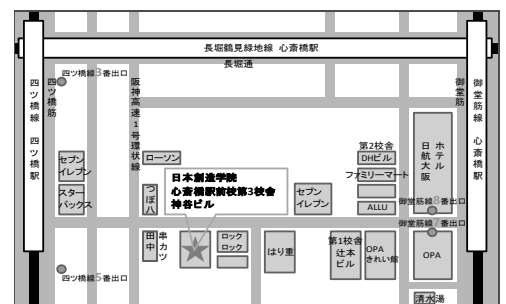 長堀鶴見緑地線 心斎橋駅
長堀通
四ツ橋線 四ツ橋駅
四ツ橋筋
四ツ橋線3番出口
阪神高速1号環状線
御堂筋
御堂筋線 心斎橋駅
セブン
イレブン
スター
バックス
ローソン
つぼ八
日本創造学院
心斎橋駅前校第3校舎
神谷ビル
セブン
イレブン
第2校舎
DHビル
ファミリーマート
ALLU
ホテル
日航大阪
御堂筋線8番出口
御堂筋線7番出口
串カツ
田中
ロック
ロック
はり重
第1校舎
辻本
ビル
OPA
きれい館
OPA
四ツ橋線5番出口
清水湯